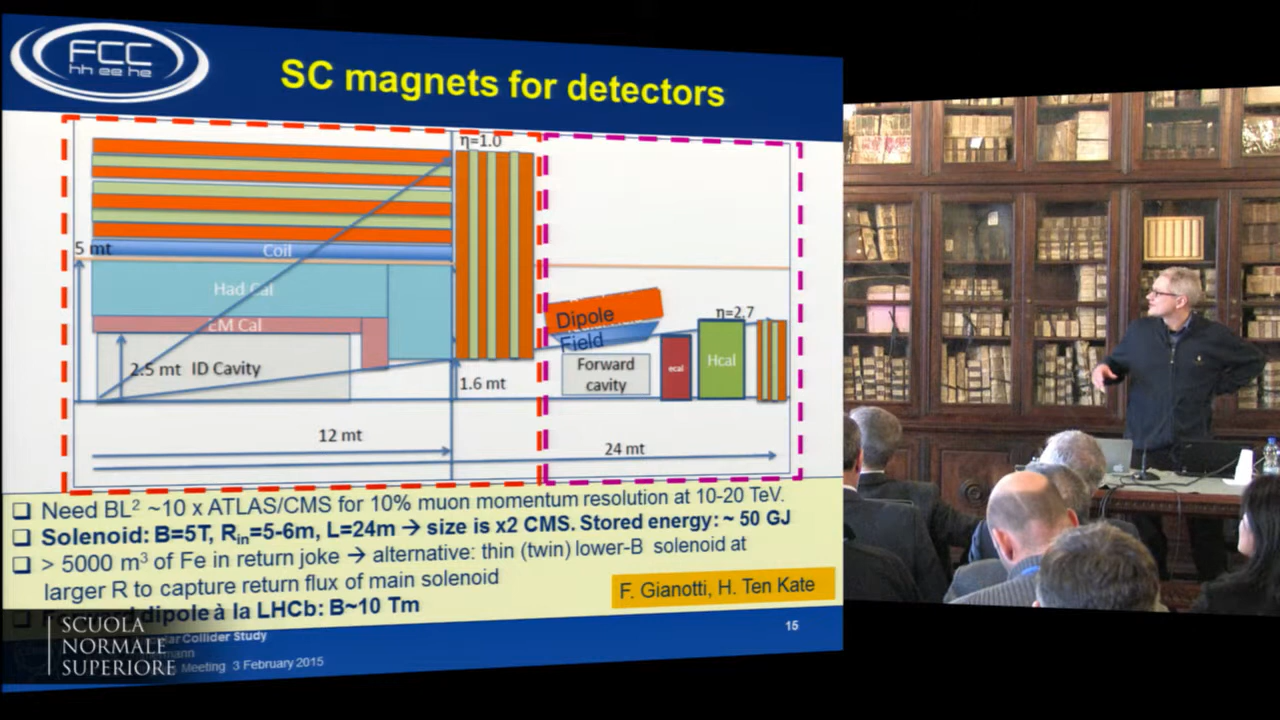 FCC
hh ee he
SC magnets for detectors
η=1.0
5 mt
Coil
Had Cal
EM Cal
2.5 mt ID Cavity
1.6 mt
12 mt
Dipole
Field
Forward
cavity
ecal
Hcal
η=2.7
24 mt
❑ Need BL² ~10 x ATLAS/CMS for 10% muon momentum resolution at 10-20 TeV.
❑ Solenoid: B=5T, Rin=5-6m, L=24m → size is x2 CMS. Stored energy: ~ 50 GJ
❑ > 5000 m³ of Fe in return joke → alternative: thin (twin) lower-B solenoid at
larger R to capture return flux of main solenoid
dipole à la LHCb: B~10 Tm
F. Gianotti, H. Ten Kate
15
Collider Study
Meeting 3 February 2015
SCUOLA
NORMALE
SUPERIORE